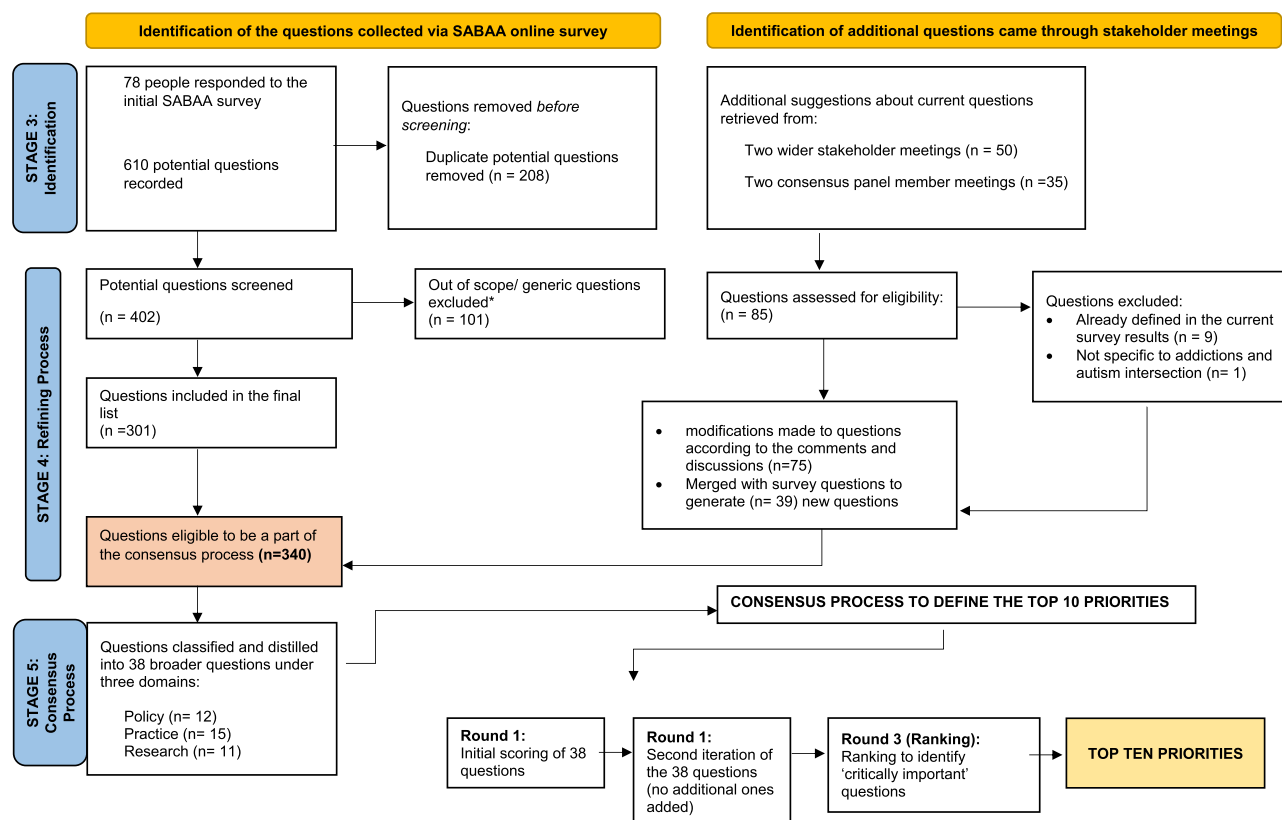 Identification of the questions collected via SABAA online survey
Identification of additional questions came through stakeholder meetings
STAGE 3:
Identification
78 people responded to the
initial SABAA survey
610 potential questions
recorded
Questions removed before
screening:
Duplicate potential questions
removed (n = 208)
Additional suggestions about current questions
retrieved from:
Two wider stakeholder meetings (n = 50)
Two consensus panel member meetings (n =35)
STAGE 4: Refining Process
Potential questions screened
(n = 402)
Out of scope/ generic questions
excluded*
(n = 101)
Questions assessed for eligibility:
(n = 85)
Questions excluded:
• Already defined in the current
survey results (n = 9)
• Not specific to addictions and
autism intersection (n= 1)
Questions included in the final
list
(n =301)
• modifications made to questions
according to the comments and
discussions (n=75)
• Merged with survey questions to
generate (n= 39) new questions
Questions eligible to be a part of
the consensus process (n=340)
STAGE 5:
Consensus
Process
Questions classified and distilled
into 38 broader questions under
three domains:
Policy (n= 12)
Practice (n= 15)
Research (n= 11)
CONSENSUS PROCESS TO DEFINE THE TOP 10 PRIORITIES
Round 1:
Initial scoring of 38
questions
Round 1:
Second iteration of
the 38 questions
(no additional ones
added)
Round 3 (Ranking):
Ranking to identify
‘critically important’
questions
TOP TEN PRIORITIES